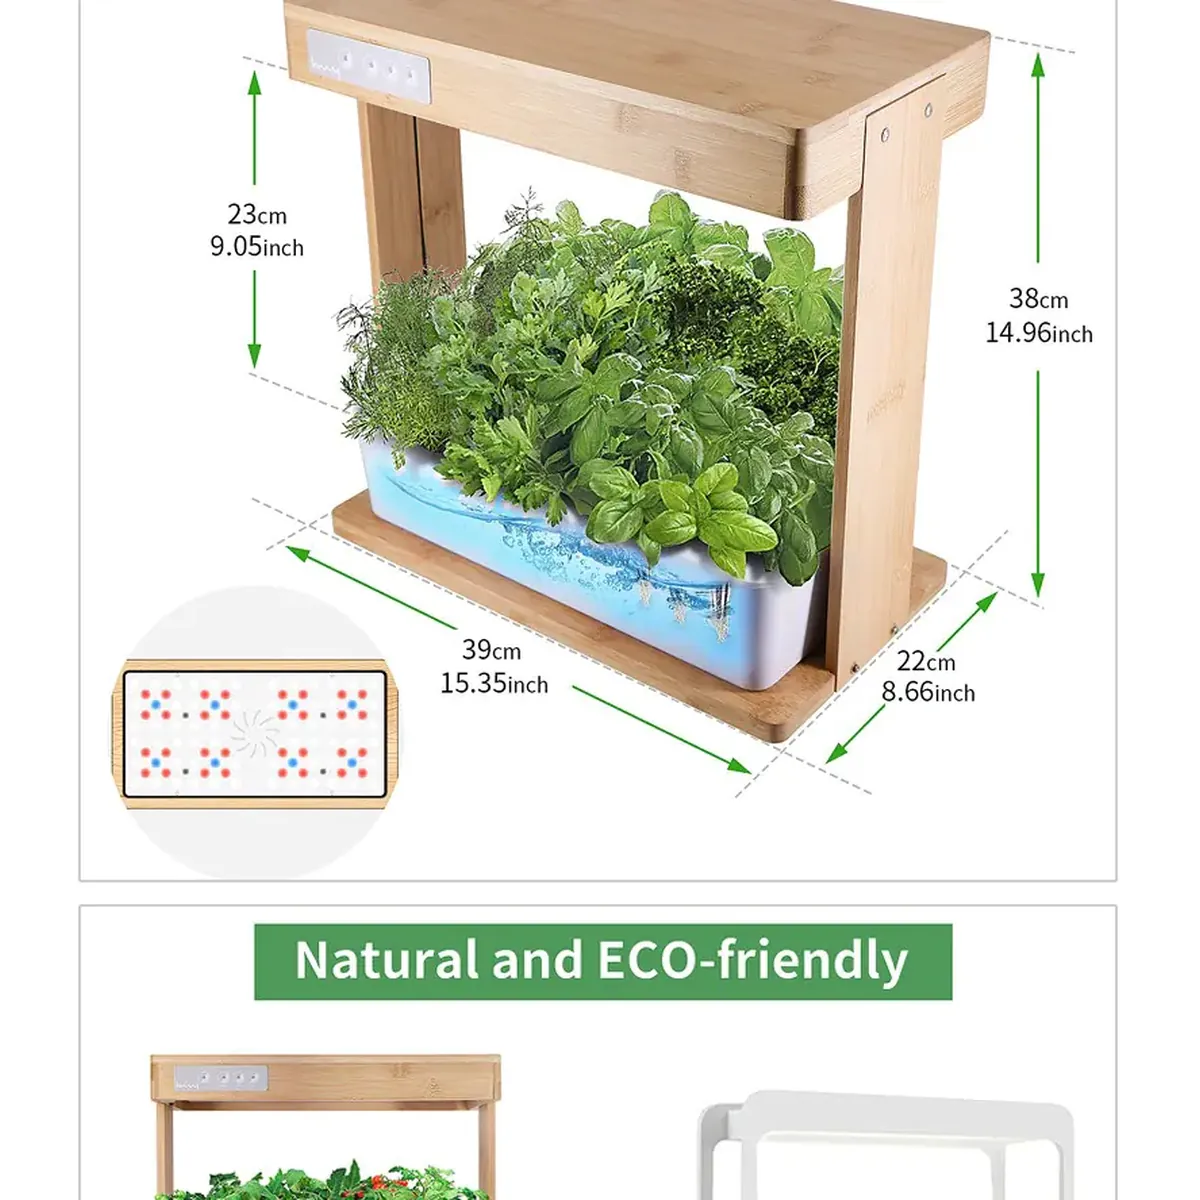 23cm
9.05inch
38cm
14.96inch
39cm
15.35inch
22cm
8.66inch
Natural and ECO-friendly